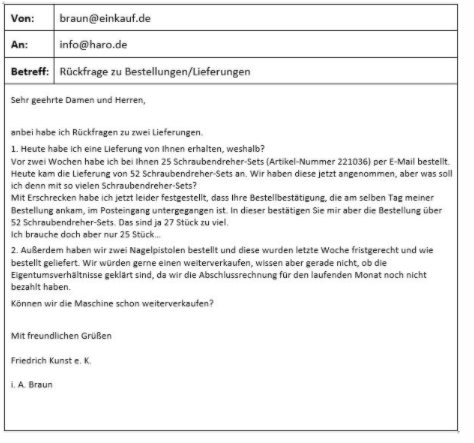 Von: braun@einkauf.de
An: info@haro.de
Betreff: Rückfrage zu Bestellungen/Lieferungen
Sehr geehrte Damen und Herren,
anbei habe ich Rückfragen zu zwei Lieferungen.
1. Heute habe ich eine Lieferung von Ihnen erhalten, weshalb?
Vor zwei Wochen habe ich bei Ihnen 25 Schraubendreher-Sets (Artikel-Nummer 221036) per E-Mail bestellt.
Heute kam die Lieferung von 52 Schraubendreher-Sets an. Wir haben diese jetzt angenommen, aber was soll
ich denn mit so vielen Schraubendreher-Sets?
Mit Erschrecken habe ich jetzt leider festgestellt, dass Ihre Bestellbestätigung, die am selben Tag meiner
Bestellung ankam, im Posteingang untergegangen ist. In dieser bestätigen Sie mir aber die Bestellung über
52 Schraubendreher-Sets. Das sind ja 27 Stück zu viel.
Ich brauche doch aber nur 25 Stück...
2. Außerdem haben wir zwei Nagelpistolen bestellt und diese wurden letzte Woche fristgerecht und wie
bestellt geliefert. Wir würden gerne einen weiterverkaufen, wissen aber gerade nicht, ob die
Eigentumsverhältnisse geklärt sind, da wir die Abschlussrechnung für den laufenden Monat noch nicht
bezahlt haben.
Können wir die Maschine schon weiterverkaufen?
Mit freundlichen Grüßen
Friedrich Kunst e. K.
i. A. Braun